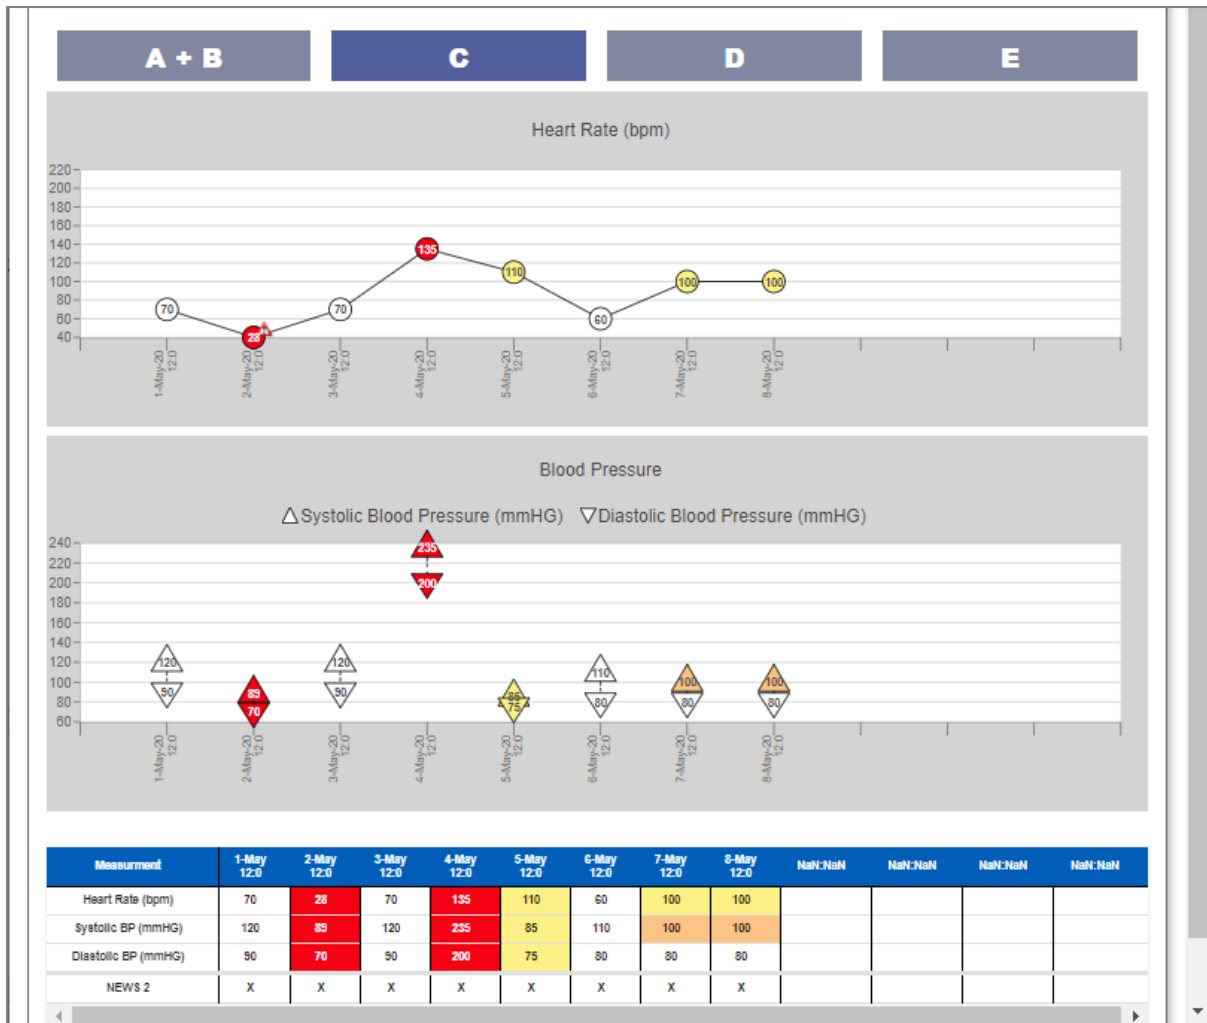 A + B C D E
Heart Rate (bpm)
220
200
180
160
140
120
100
80
60
40
70 28 70 135 110 60 100 100
1-May-20 12:0
2-May-20 12:0
3-May-20 12:0
4-May-20 12:0
5-May-20 12:0
6-May-20 12:0
7-May-20 12:0
8-May-20 12:0
Blood Pressure
Systolic Blood Pressure (mmHG) Diastolic Blood Pressure (mmHG)
240
220
200
180
160
140
120
100
80
60
120 89 120 235 85 110 100 100
90 70 90 200 75 80 80 80
1-May-20 12:0
2-May-20 12:0
3-May-20 12:0
4-May-20 12:0
5-May-20 12:0
6-May-20 12:0
7-May-20 12:0
8-May-20 12:0
Measurment 1-May 12:0 2-May 12:0 3-May 12:0 4-May 12:0 5-May 12:0 6-May 12:0 7-May 12:0 8-May 12:0 NaN:NaN NaN:NaN NaN:NaN NaN:NaN
Heart Rate (bpm) 70 28 70 135 110 60 100 100
Systolic BP (mmHG) 120 89 120 235 85 110 100 100
Diastolic BP (mmHG) 90 70 90 200 75 80 80 80
NEWS 2 X X X X X X X X